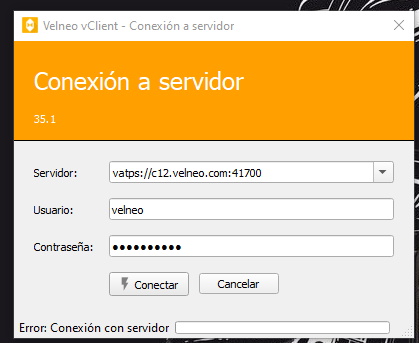 Velneo vClient - Conexión a servidor
Conexión a servidor
35.1
Servidor: vatps://c12.velneo.com:41700
Usuario: velneo
Contraseña: ••••••••••
Conectar Cancelar
Error: Conexión con servidor